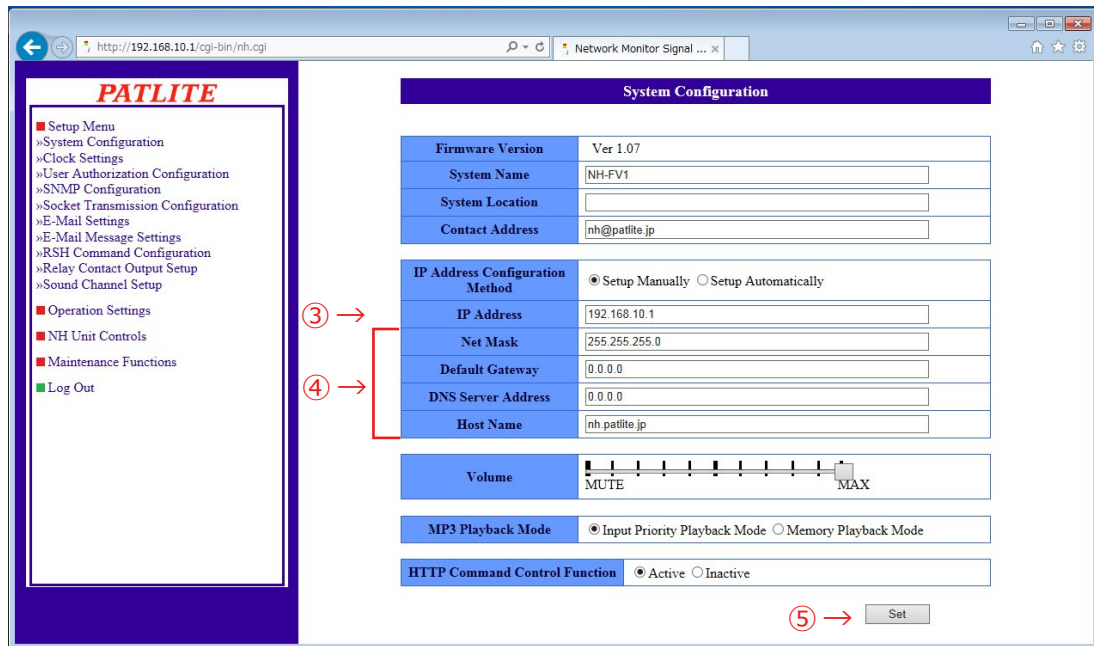 http://192.168.10.1/cgi-bin/nh.cgi
Network Monitor Signal ...
PATLITE
Setup Menu
»System Configuration
»Clock Settings
»User Authorization Configuration
»SNMP Configuration
»Socket Transmission Configuration
»E-Mail Settings
»E-Mail Message Settings
»RSH Command Configuration
»Relay Contact Output Setup
»Sound Channel Setup
Operation Settings
NH Unit Controls
Maintenance Functions
Log Out
System Configuration
Firmware Version Ver 1.07
System Name NH-FV1
System Location
Contact Address nh@patlite.jp
IP Address Configuration
Method Setup Manually Setup Automatically
③ → IP Address 192.168.10.1
Net Mask 255.255.255.0
④ → Default Gateway 0.0.0.0
DNS Server Address 0.0.0.0
Host Name nh.patlite.jp
Volume
MUTE MAX
MP3 Playback Mode Input Priority Playback Mode Memory Playback Mode
HTTP Command Control Function Active Inactive
⑤ → Set